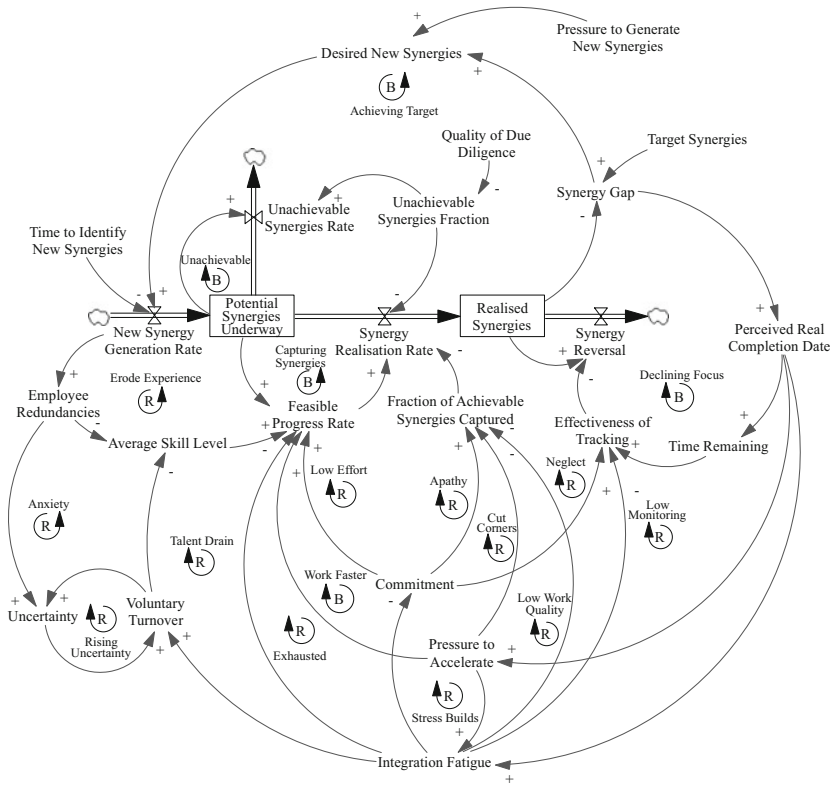 +
Pressure to Generate
New Synergies
Desired New Synergies
+
B
Achieving Target
Quality of Due
Diligence
Target Synergies
+
-
Synergy Gap
-
+
Unachievable
Synergies Rate
+
Unachievable
Synergies Fraction
Time to Identify
New Synergies
Unachievable
B
-
+
-
Potential
Synergies
Underway
Realised
Synergies
+
New Synergy
Generation Rate
Synergy
Realisation Rate
Synergy
Reversal
+
Perceived Real
Completion Date
Capturing
Synergies
B
+
-
-
Erode Experience
R
+
Employee
Redundancies
+
Feasible
Progress Rate
Fraction of Achievable
Synergies Captured
Declining Focus
B
Effectiveness of
Tracking
+
+
Time Remaining
-
Average Skill Level
+
-
+
+
-
-
+
-
Low Effort
R
Apathy
R
Neglect
R
+
-
Low
Monitoring
R
Anxiety
R
Talent Drain
R
Cut
Corners
R
Work Faster
B
Commitment
-
+
+
Uncertainty
Voluntary
Turnover
R
Rising
Uncertainty
+
+
R
Exhausted
Low Work
Quality
R
Pressure to
Accelerate
+
R
Stress Builds
+
Integration Fatigue
+